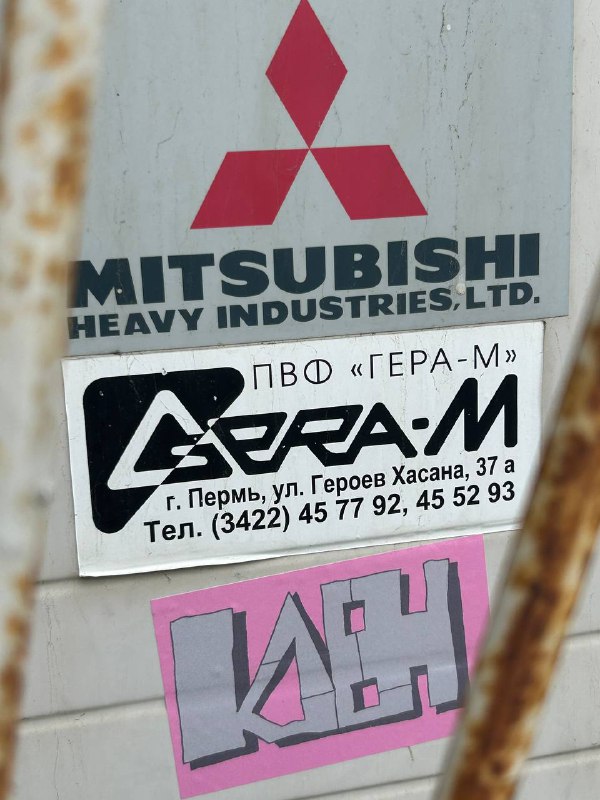 MITSUBISHI
HEAVY INDUSTRIES, LTD.
ПВФ «ГЕРА-М»
GERA-M
г. Пермь, ул. Героев Хасана, 37 а
Тел. (3422) 45 77 92, 45 52 93